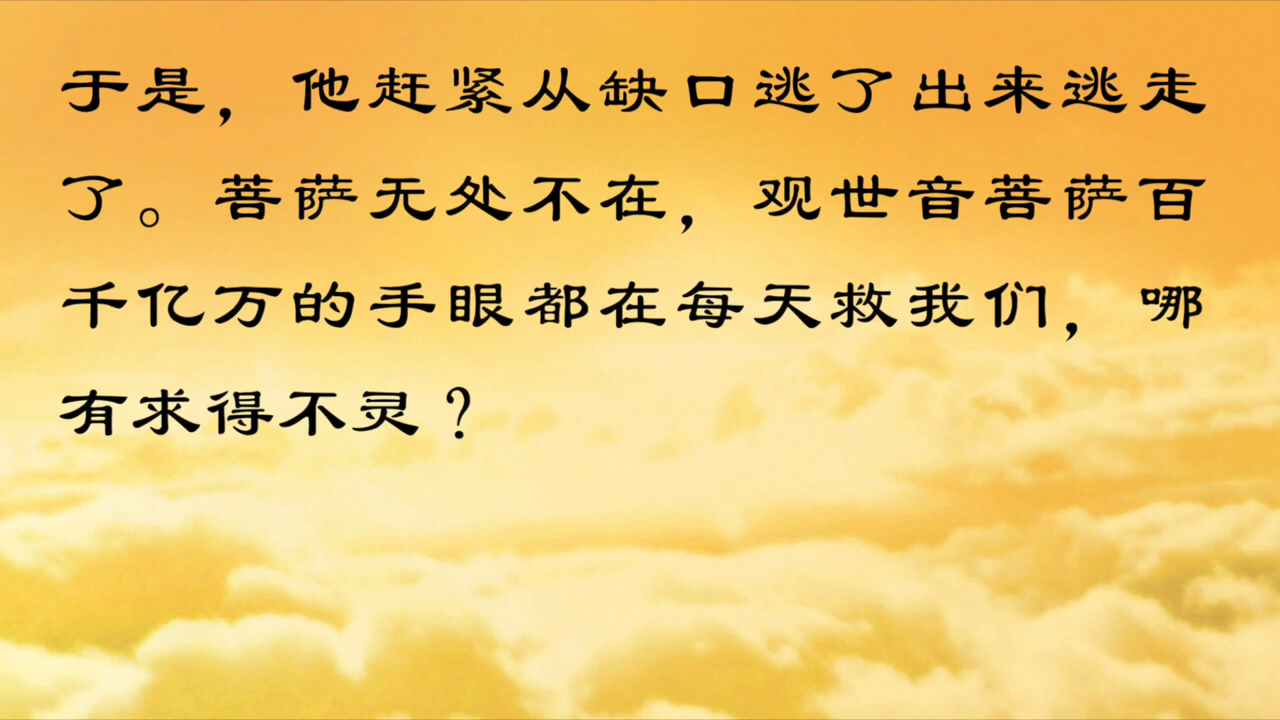 于是，他赶紧从缺口逃了出来逃走
了。菩萨无处不在，观世音菩萨百
千亿万的手眼都在每天救我们，哪
有求得不灵？